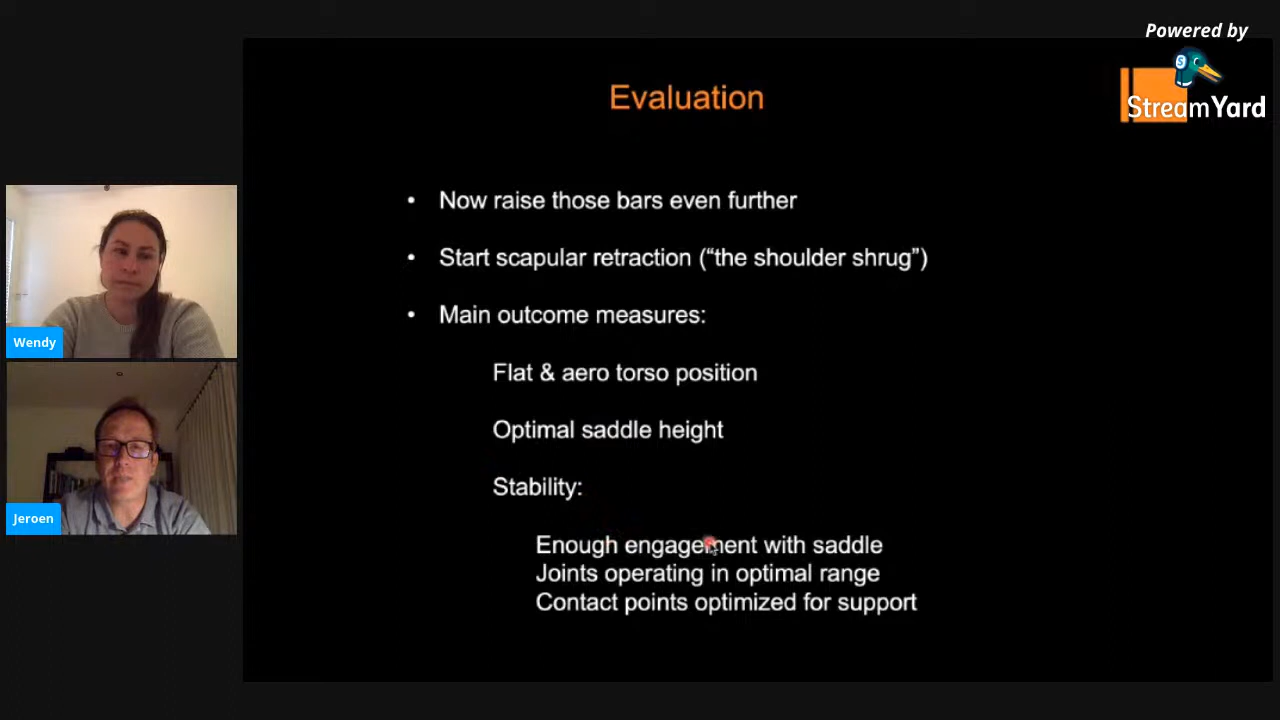 Powered by
StreamYard
Evaluation
• Now raise those bars even further
• Start scapular retraction (“the shoulder shrug”)
• Main outcome measures:
Flat & aero torso position
Optimal saddle height
Stability:
Enough engagement with saddle
Joints operating in optimal range
Contact points optimized for support
Wendy
Jeroen